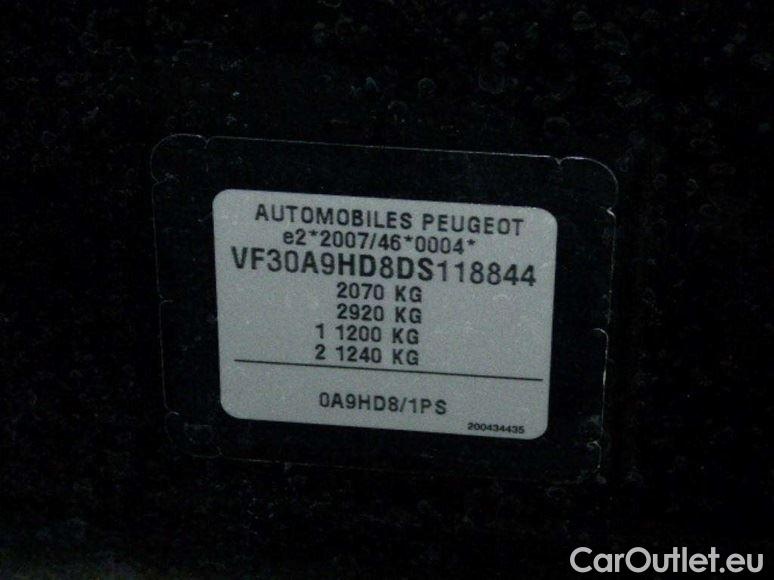 AUTOMOBILES PEUGEOT
e2*2007/46*0004*
VF30A9HD8DS118844
2070 KG
2920 KG
1 1200 KG
2 1240 KG
0A9HD8/1PS
200434435
CarOutlet.eu